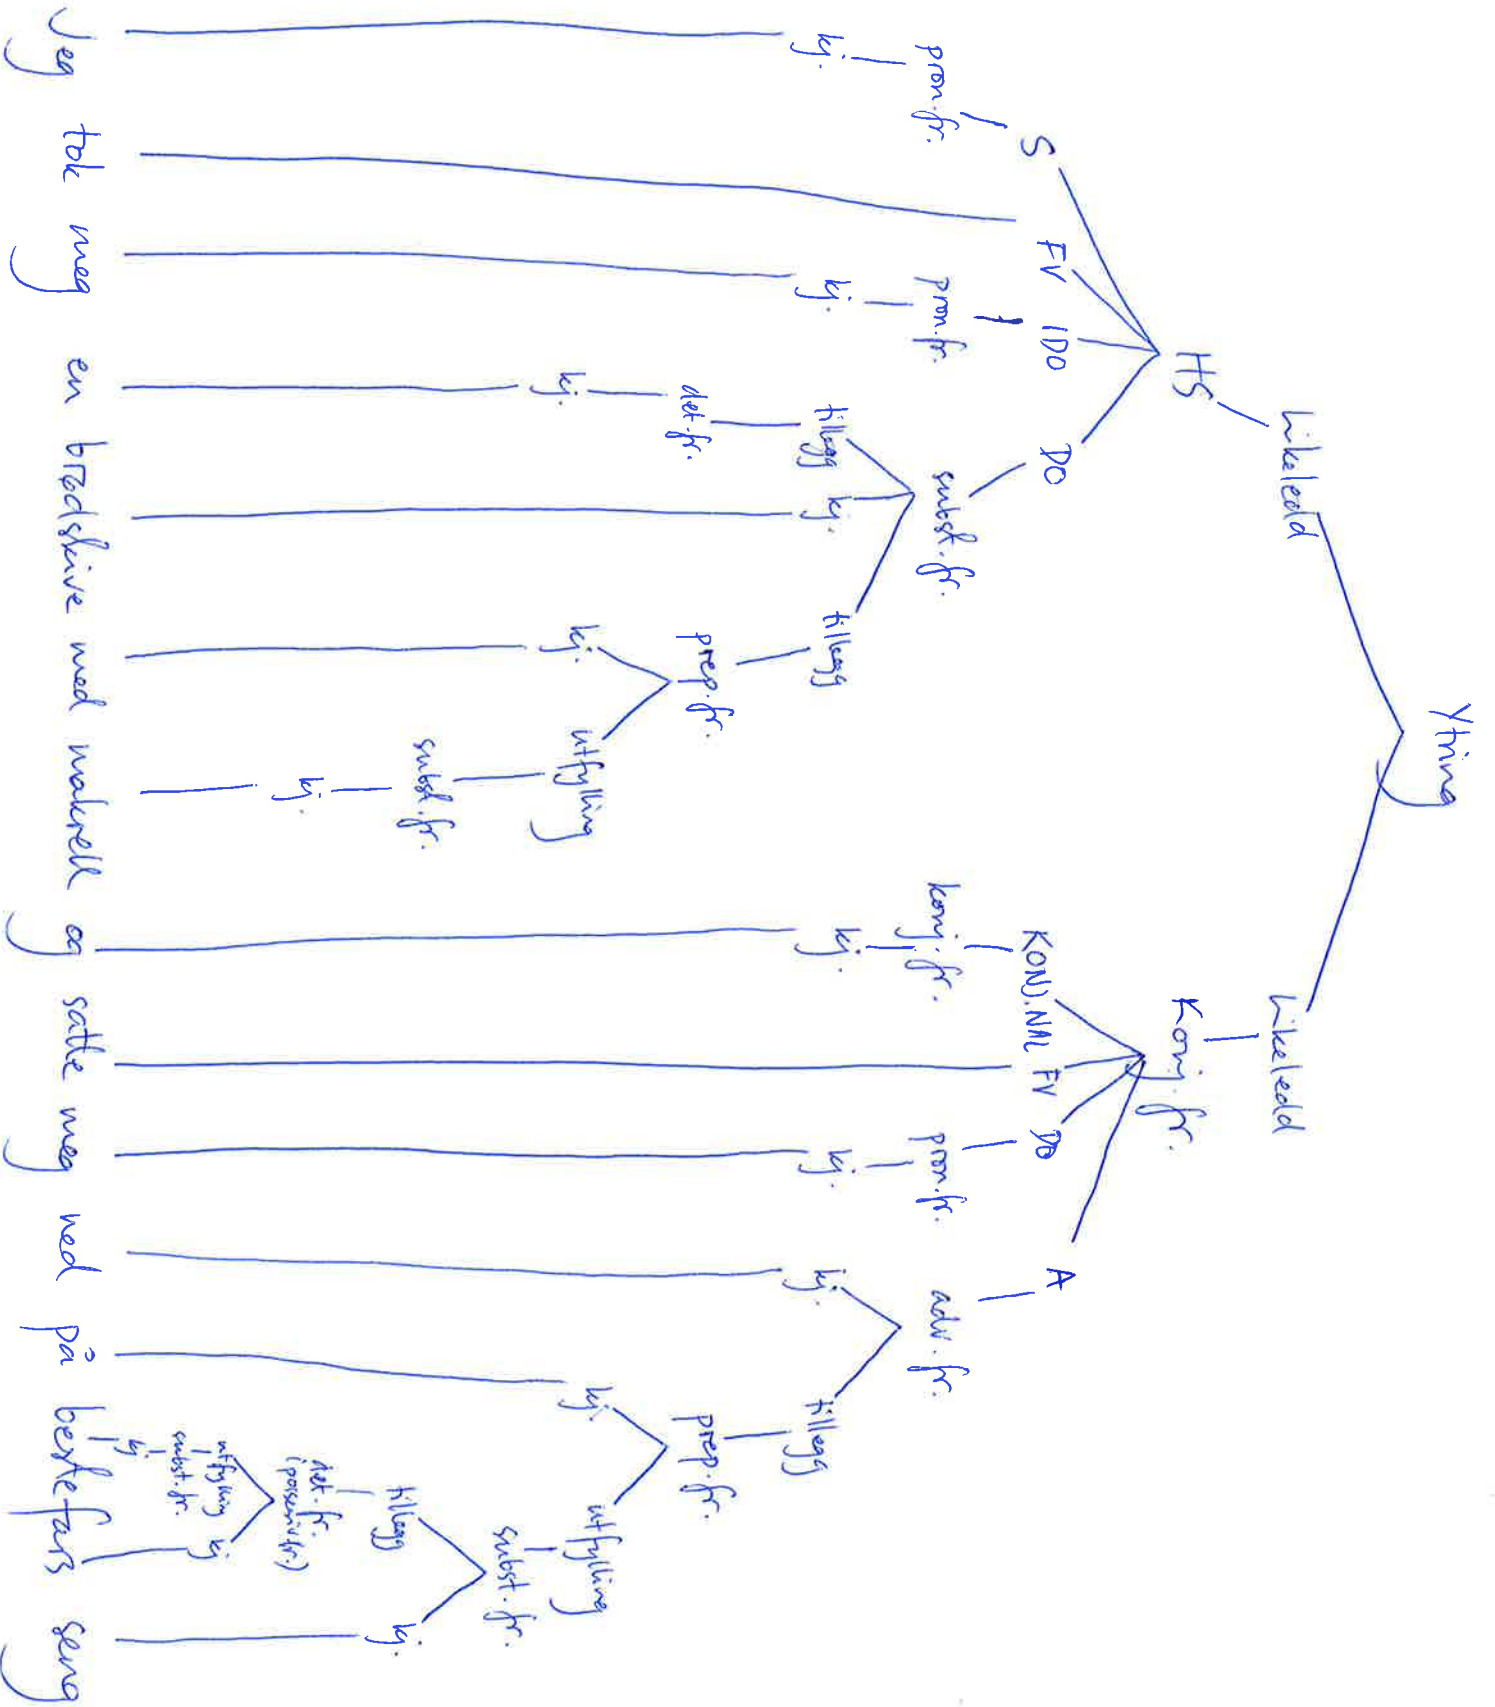 Ytring
Likeledd Likeledd
HS Konj. fr.
S FV IDO DO KONJ.NAL FV DO A
pron.fr. pron.fr. subst.fr. konj.fr. pron.fr. adv.fr.
kj. kj. tillegg kj. tillegg kj. kj. kj. tillegg
det.fr. prep.fr. prep.fr.
kj. kj. utfylling kj. utfylling
subst.fr. subst.fr.
kj. tillegg kj.
det.fr.
(possessivfr.)
utfylling kj.
subst.fr.
kj.
Jeg tok meg en brødskive med makrell og satte meg ned på bestefars seng